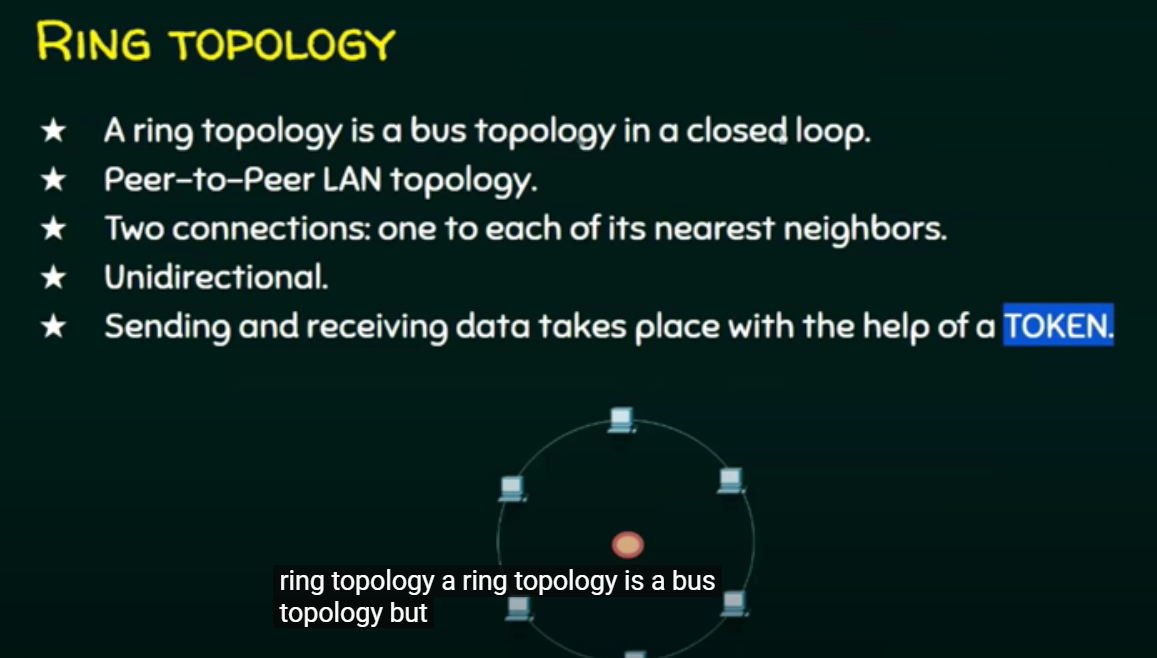 RING TOPOLOGY
★ A ring topology is a bus topology in a closed loop.
★ Peer-to-Peer LAN topology.
★ Two connections: one to each of its nearest neighbors.
★ Unidirectional.
★ Sending and receiving data takes place with the help of a TOKEN.
ring topology a ring topology is a bus
topology but